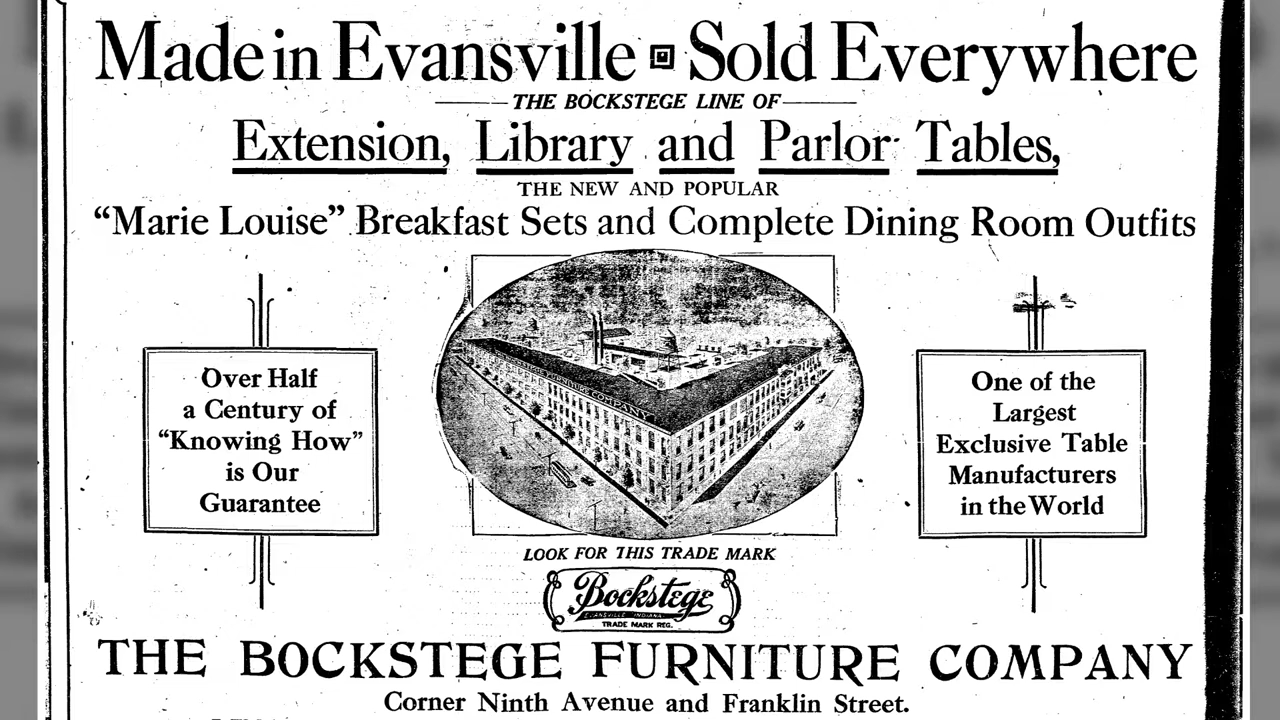 Made in Evansville Sold Everywhere
THE BOCKSTEGE LINE OF
Extension, Library and Parlor Tables,
THE NEW AND POPULAR
“Marie Louise” Breakfast Sets and Complete Dining Room Outfits
Over Half
a Century of
“Knowing How”
is Our
Guarantee
COMPANY
One of the
Largest
Exclusive Table
Manufacturers
in the World
LOOK FOR THIS TRADE MARK
Bockstege
EVANSVILLE INDIANA
TRADE MARK REG.
THE BOCKSTEGE FURNITURE COMPANY
Corner Ninth Avenue and Franklin Street.